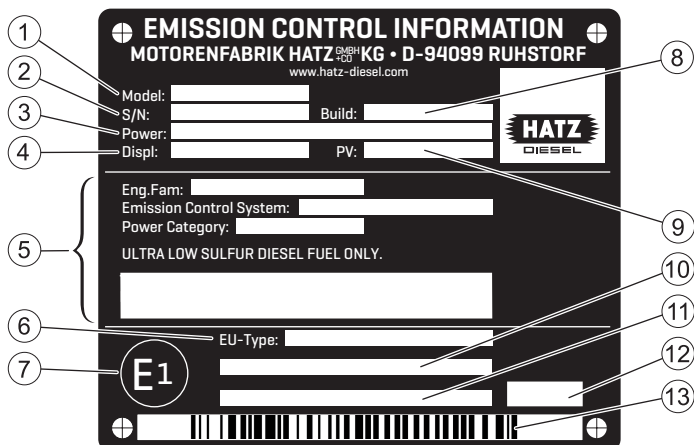 EMISSION CONTROL INFORMATION
MOTORENFABRIK HATZ GMBH +CO KG • D-94099 RUHSTORF
www.hatz-diesel.com
1
Model:
2
S/N:
Build:
8
3
Power:
4
Displ:
PV:
9
HATZ
DIESEL
5
Eng.Fam:
Emission Control System:
Power Category:
ULTRA LOW SULFUR DIESEL FUEL ONLY.
6
EU-Type:
10
11
7
E1
12
13